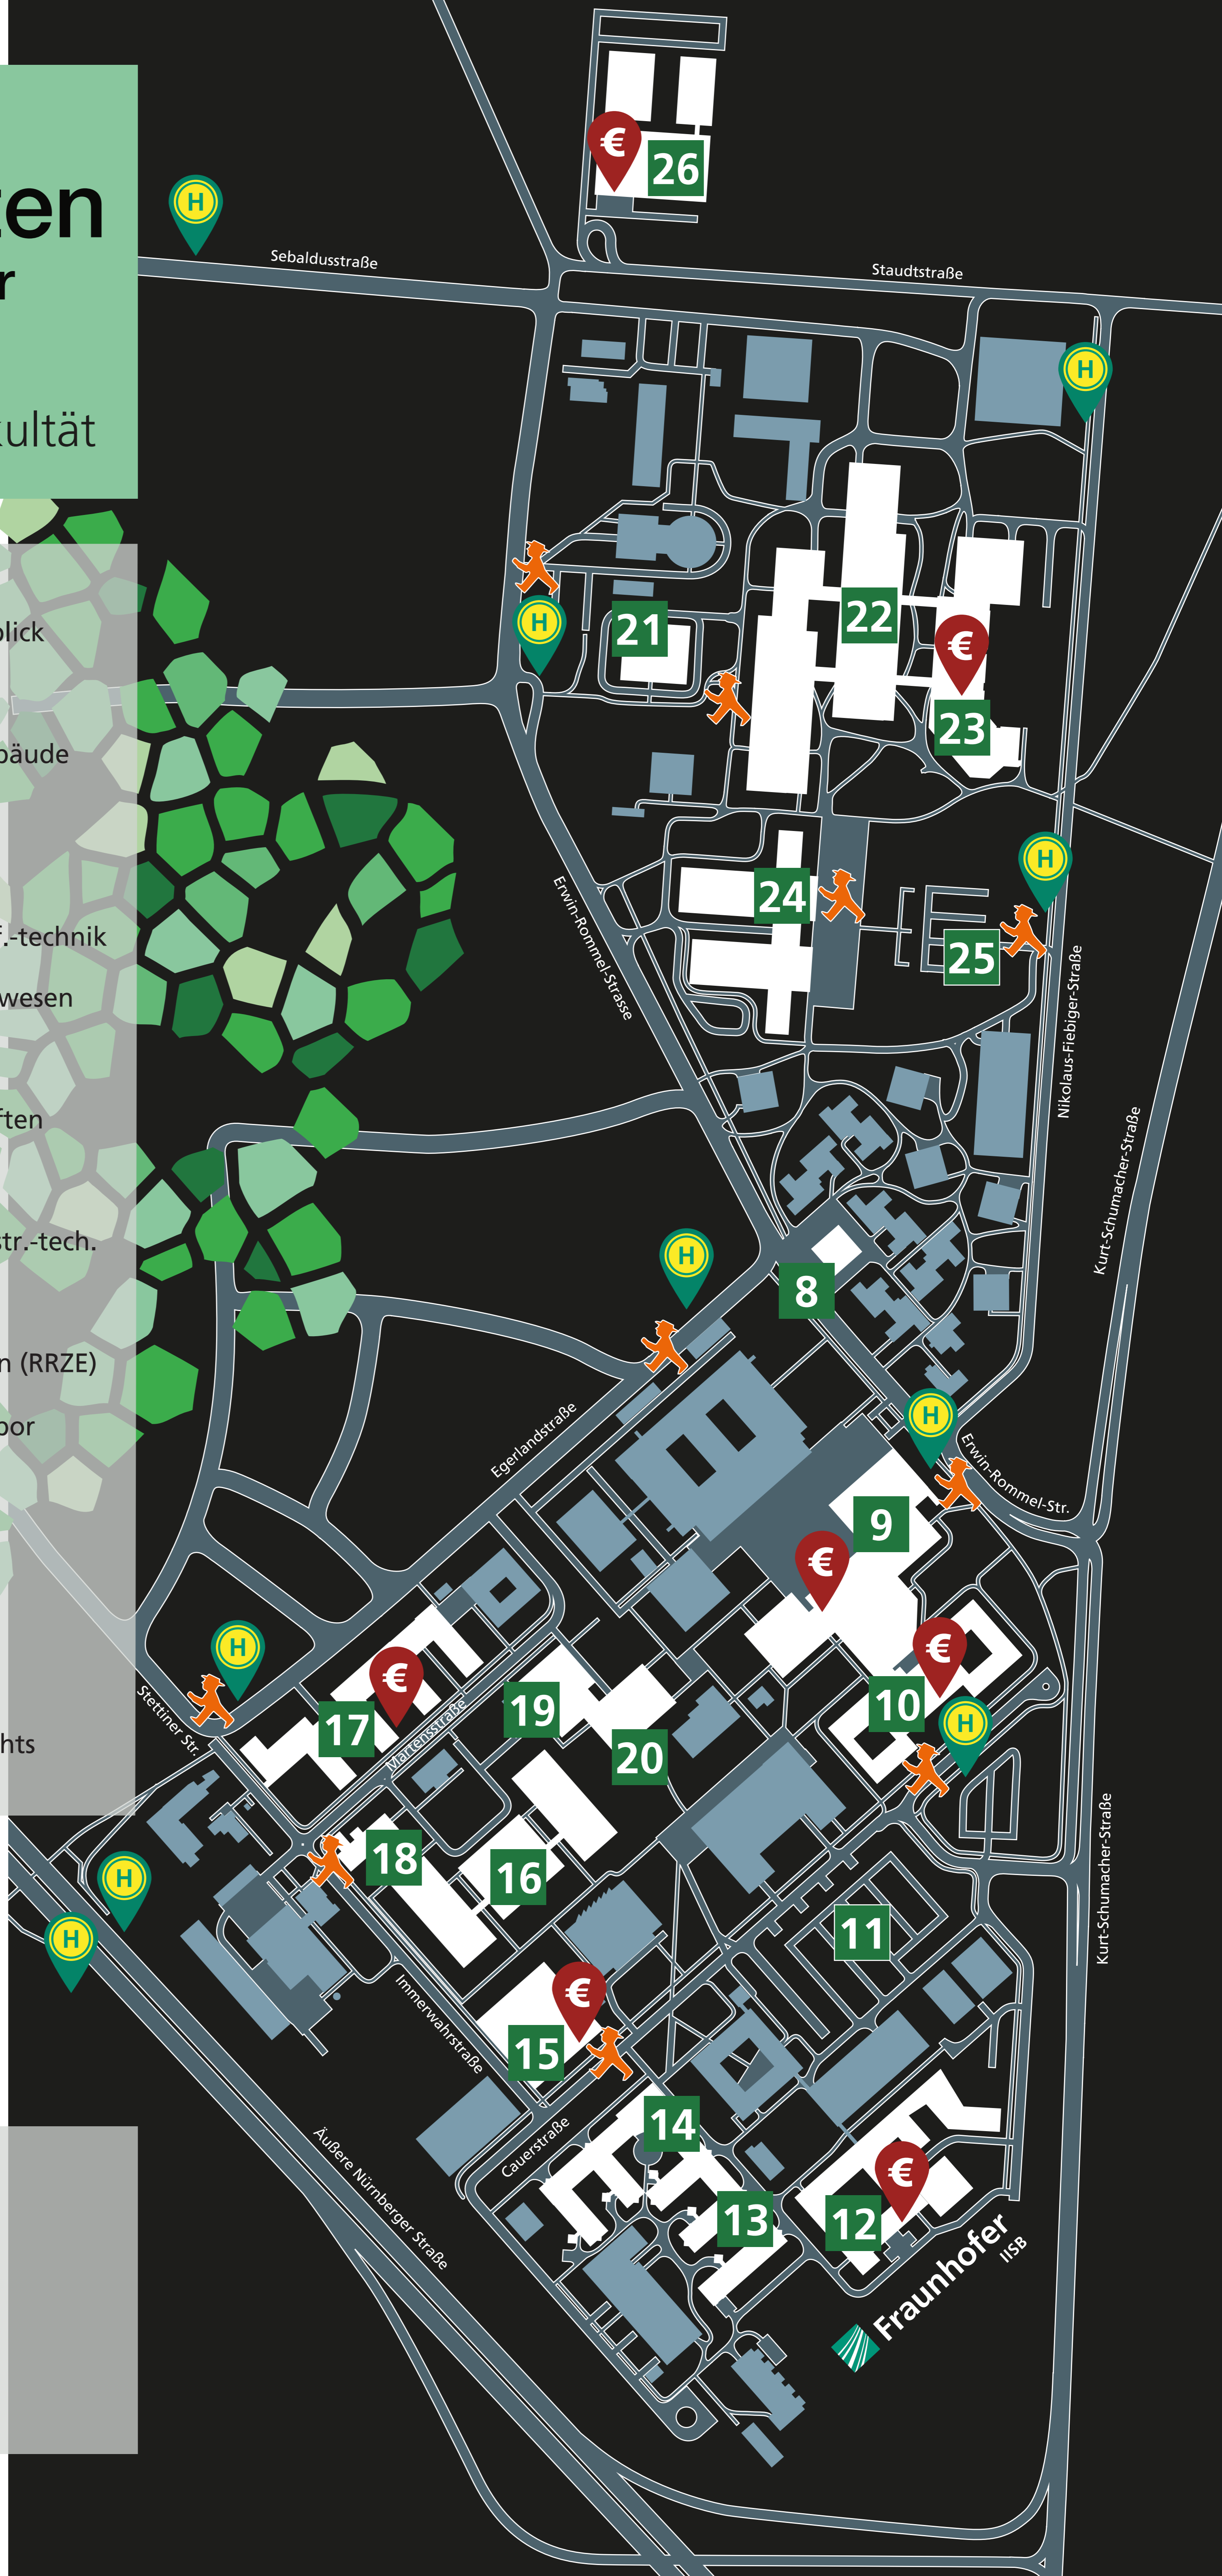 ten
r
kultät
blick
bäude
f.-technik
wesen
ften
str.-tech.
n (RRZE)
bor
hts
€
26
H
Sebaldusstraße
Staudtstraße
H
H
21
22
€
23
24
H
25
Erwin-Rommel-Strasse
Nikolaus-Fiebiger-Straße
Kurt-Schumacher-Straße
H
8
Egerlandstraße
H
Erwin-Rommel-Str.
9
€
H
€
10
H
Stettiner Str.
€
17
Martensstraße
19
20
18
16
H
H
11
Kurt-Schumacher-Straße
Immerwahrstraße
€
15
14
Cauerstraße
Äußere Nürnberger Straße
13
€
12
Fraunhofer
IISB